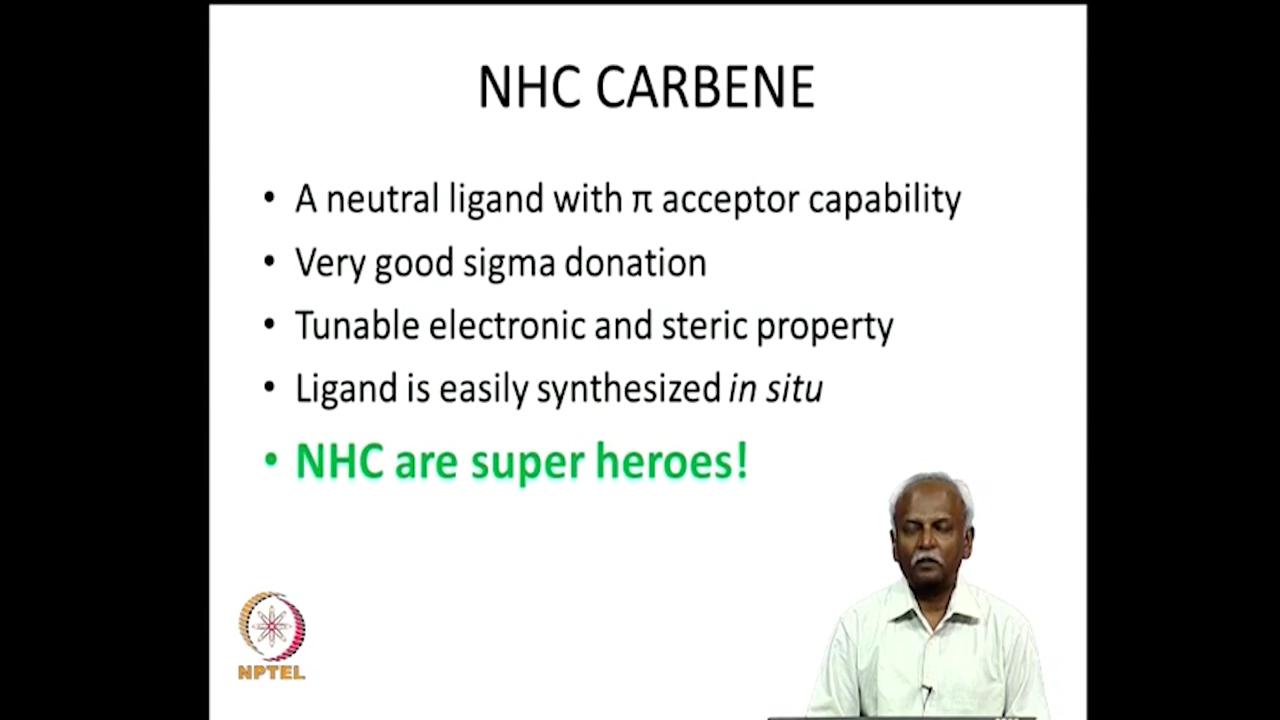 NHC CARBENE
• A neutral ligand with π acceptor capability
• Very good sigma donation
• Tunable electronic and steric property
• Ligand is easily synthesized in situ
• NHC are super heroes!
NPTEL